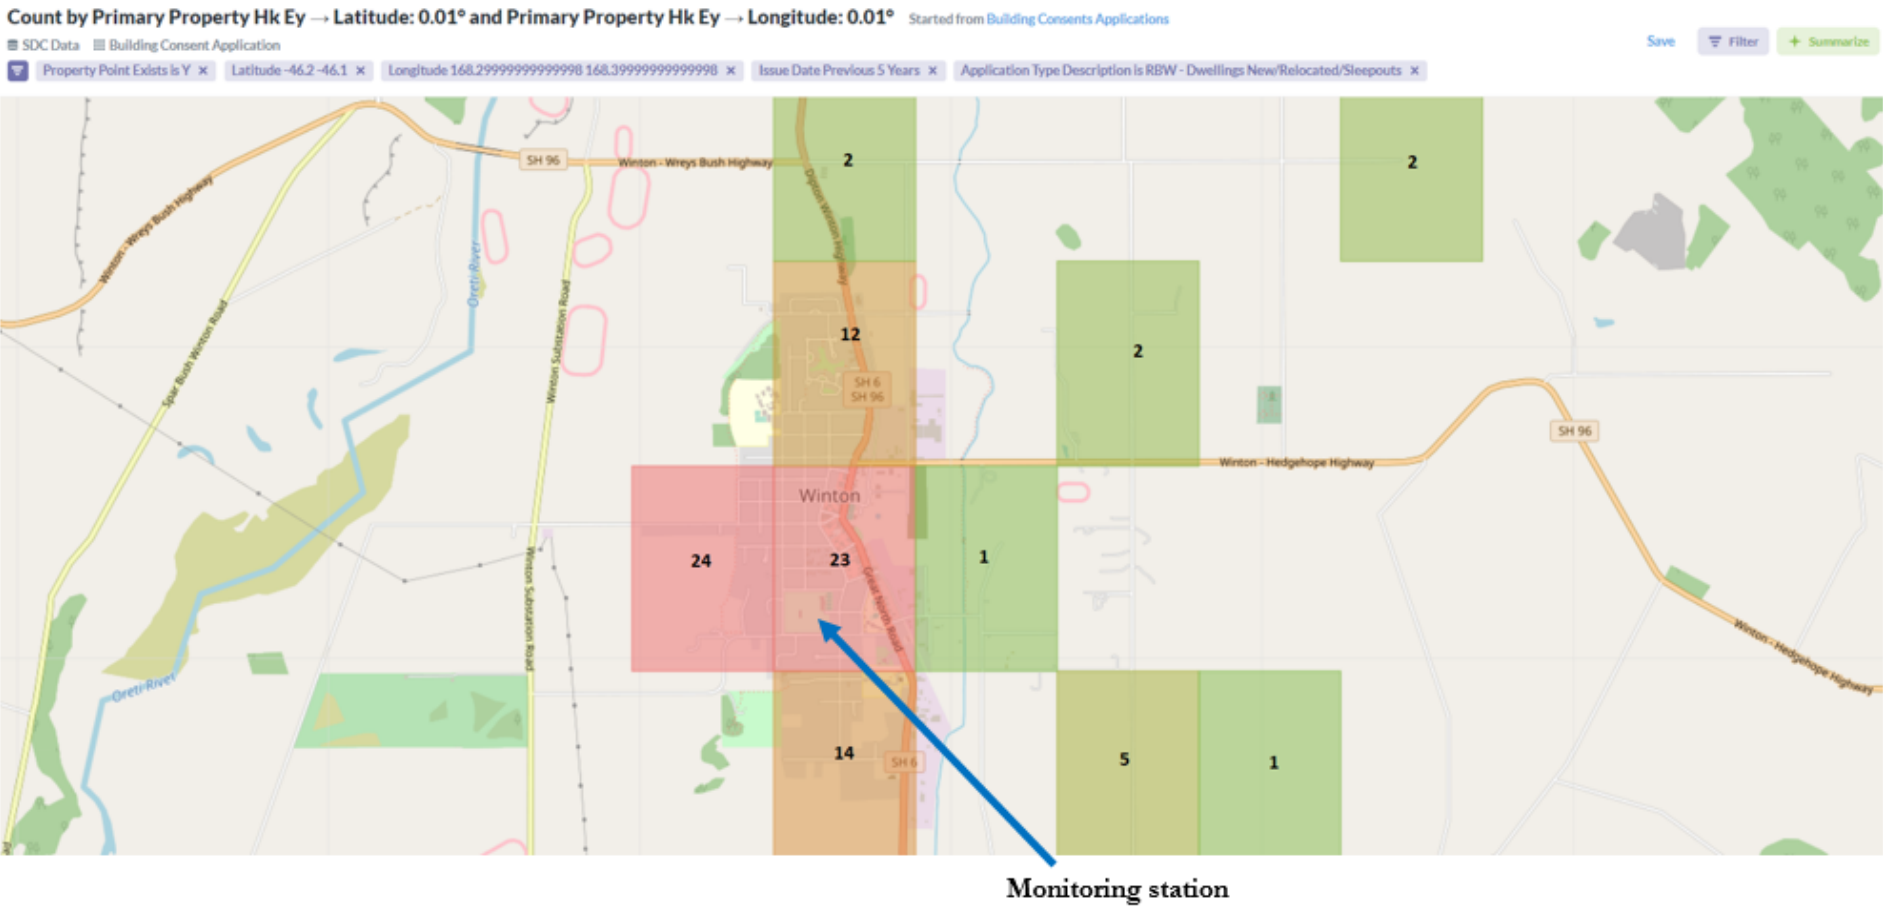 Count by Primary Property Hk Ey → Latitude: 0.01° and Primary Property Hk Ey → Longitude: 0.01° Started from Building Consents Applications
SDC Data Building Consent Application
Save Filter + Summarize
Property Point Exists is Y × Latitude -46.2 -46.1 × Longitude 168.29999999999998 168.39999999999998 × Issue Date Previous 5 Years × Application Type Description is RBW - Dwellings New/Relocated/Sleepouts ×
SH 96
Winton - Wreys Bush Highway
2
2
Winton - Wreys Bush Highway
Dipton Winton Highway
Oreti River
Spar Bush Winton Road
Winton Substation Road
12
SH 6
SH 96
2
SH 96
Winton - Hedgehope Highway
Winton
24
23
1
Great North Road
Winton Substation Road
Winton - Hedgehope Highway
Oreti River
14
SH 6
5
1
Monitoring station